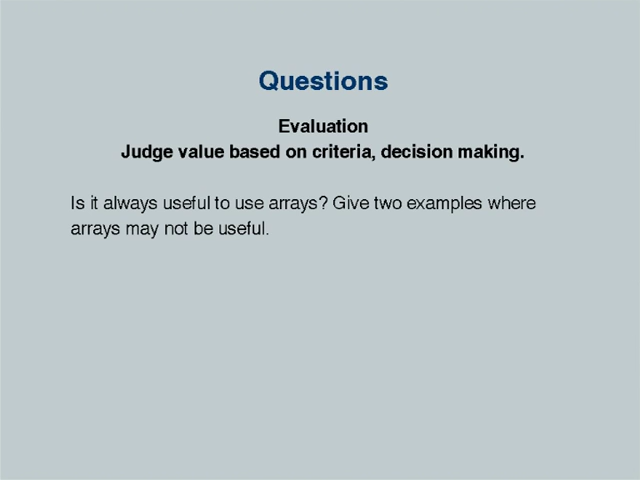 Questions
Evaluation
Judge value based on criteria, decision making.
Is it always useful to use arrays? Give two examples where
arrays may not be useful.